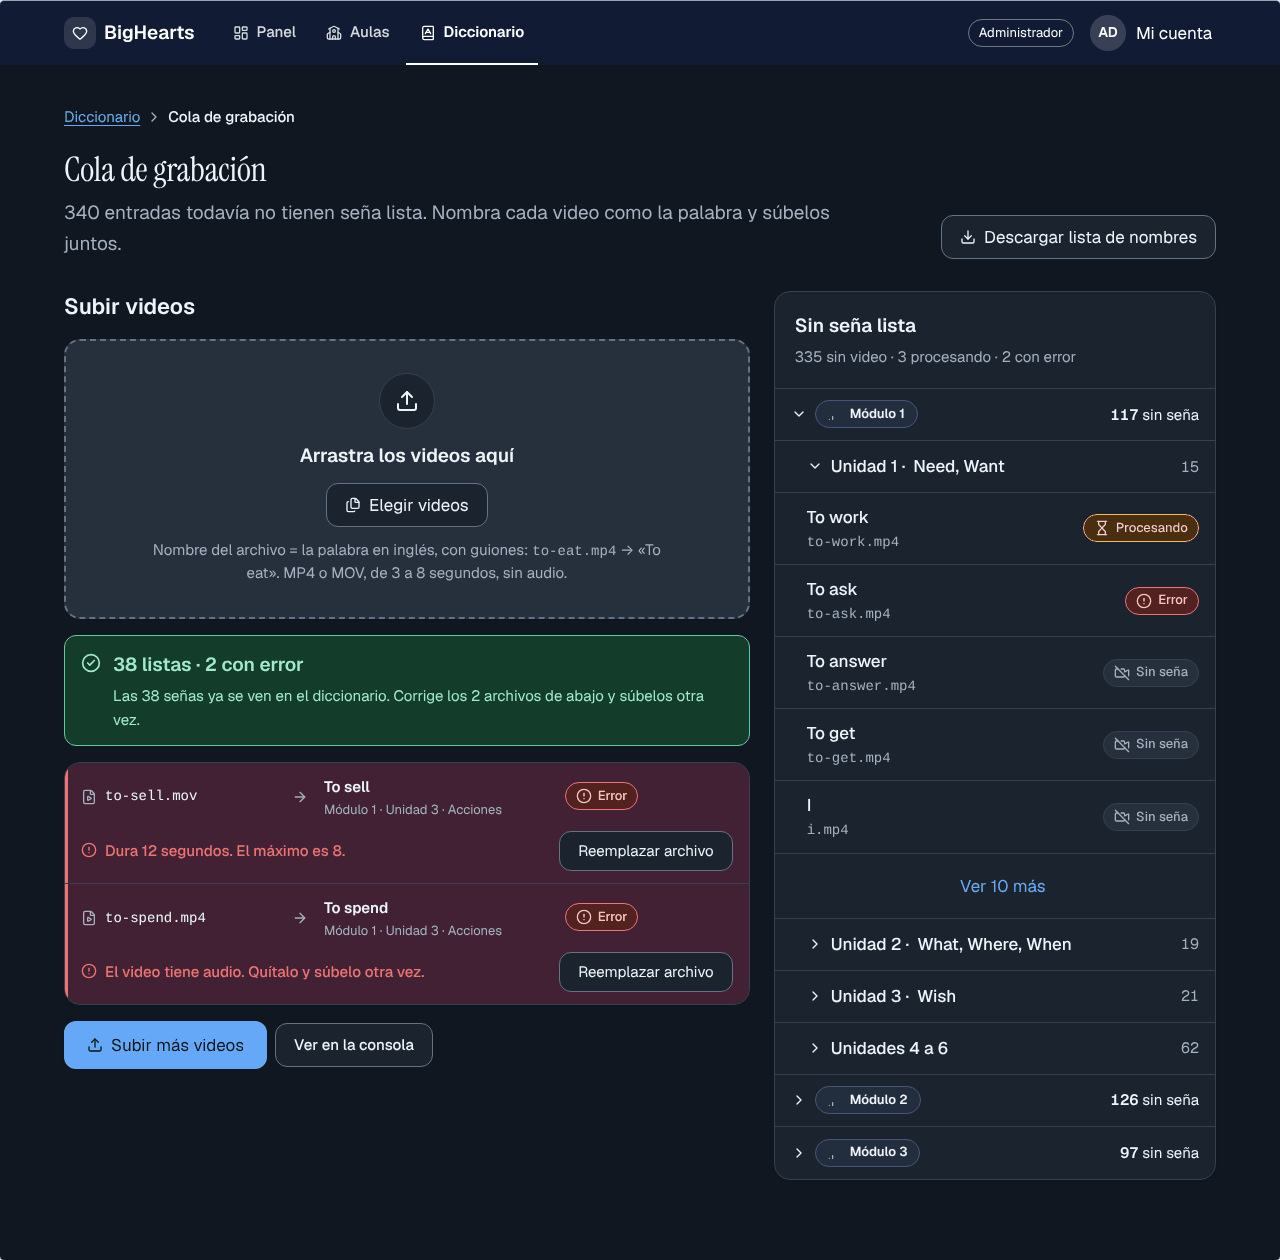 BigHearts
Panel
Aulas
Diccionario
Administrador
AD
Mi cuenta
Diccionario
Cola de grabación
Cola de grabación
340 entradas todavía no tienen seña lista. Nombra cada video como la palabra y súbelos
juntos.
Descargar lista de nombres
Subir videos
Arrastra los videos aquí
Elegir videos
Nombre del archivo = la palabra en inglés, con guiones: to-eat.mp4 → «To
eat». MP4 o MOV, de 3 a 8 segundos, sin audio.
38 listas · 2 con error
Las 38 señas ya se ven en el diccionario. Corrige los 2 archivos de abajo y súbelos otra
vez.
to-sell.mov
To sell
Módulo 1 · Unidad 3 · Acciones
Error
Dura 12 segundos. El máximo es 8.
Reemplazar archivo
to-spend.mp4
To spend
Módulo 1 · Unidad 3 · Acciones
Error
El video tiene audio. Quítalo y súbelo otra vez.
Reemplazar archivo
Subir más videos
Ver en la consola
Sin seña lista
335 sin video · 3 procesando · 2 con error
Módulo 1
117 sin seña
Unidad 1 · Need, Want
15
To work
to-work.mp4
Procesando
To ask
to-ask.mp4
Error
To answer
to-answer.mp4
Sin seña
To get
to-get.mp4
Sin seña
I
i.mp4
Sin seña
Ver 10 más
Unidad 2 · What, Where, When
19
Unidad 3 · Wish
21
Unidades 4 a 6
62
Módulo 2
126 sin seña
Módulo 3
97 sin seña